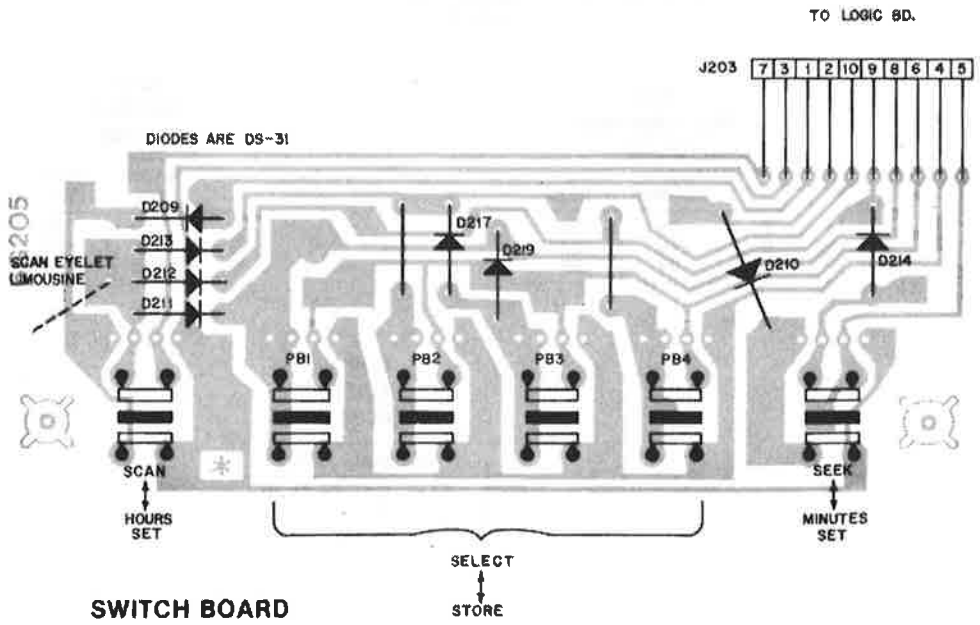 TO LOGIC BD.
J203 7 3 1 2 10 9 8 6 4 5
DIODES ARE DS-31
D209
D213
D212
D211
205
SCAN EYELET
LIMOUSINE
D217
D219
D210
D214
PB1 PB2 PB3 PB4
SCAN
HOURS
SET
*
SEEK
MINUTES
SET
SELECT
STORE
SWITCH BOARD